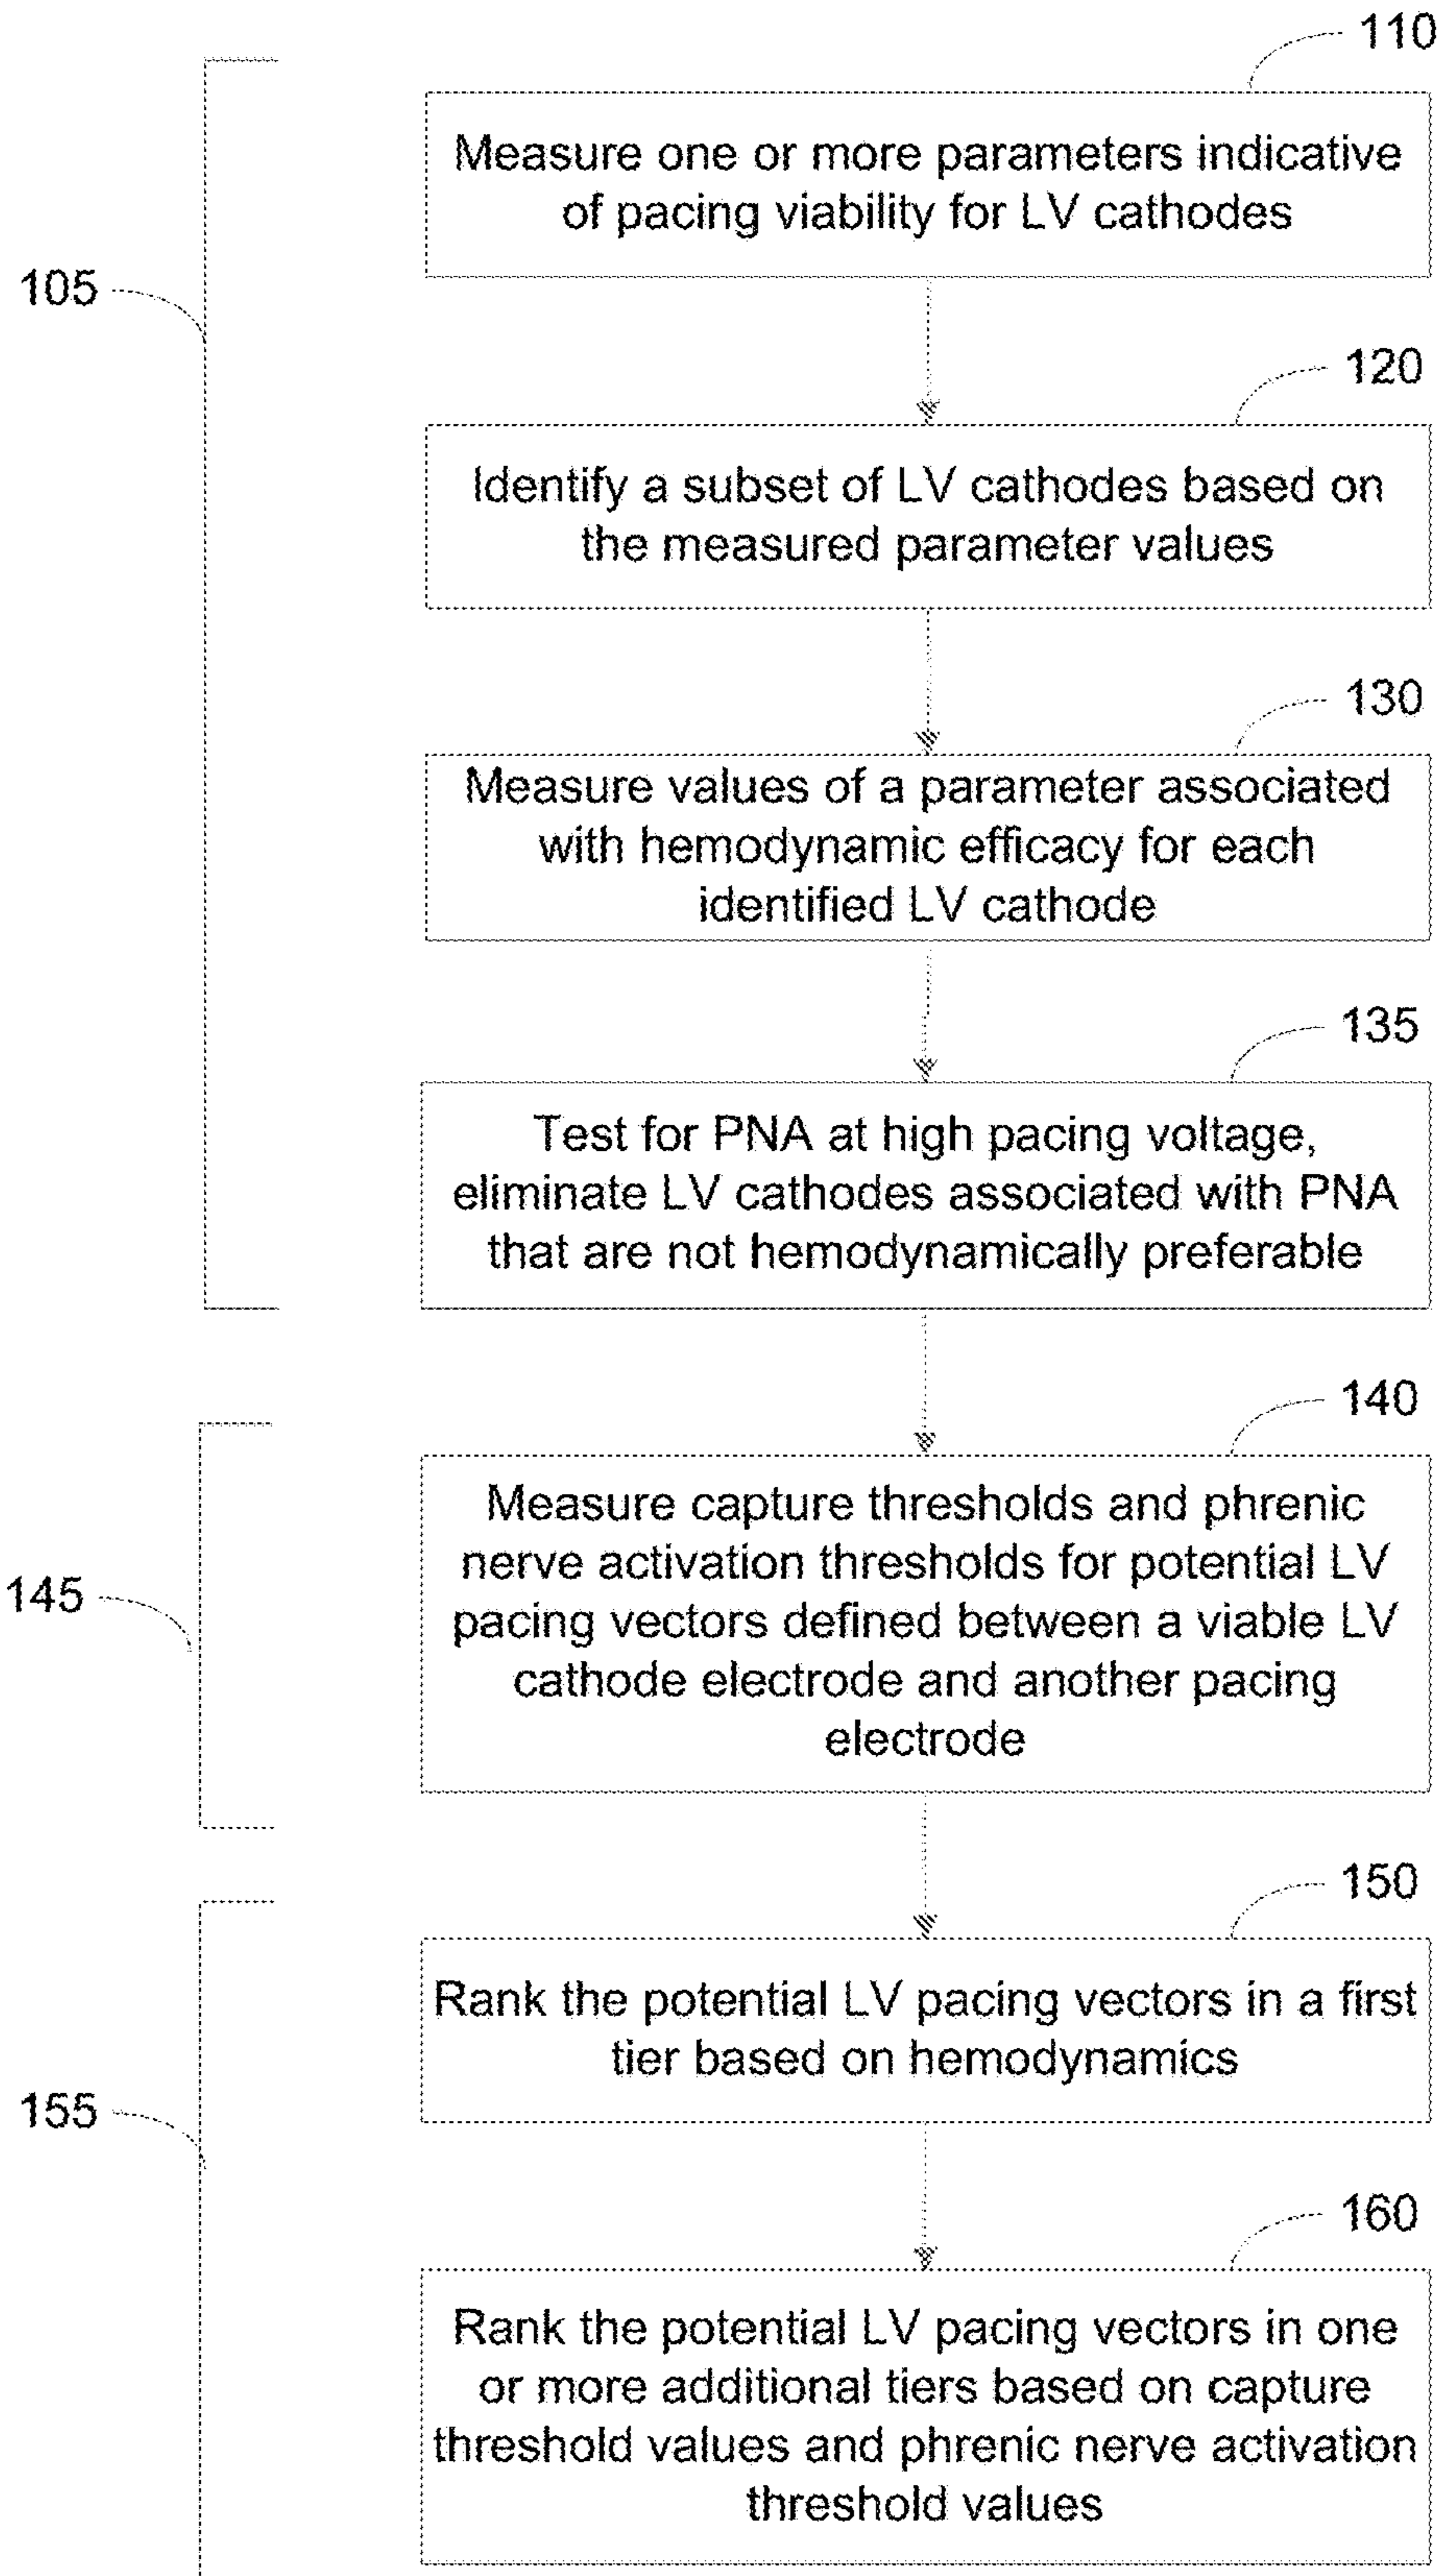 110
Measure one or more parameters indicative
of pacing viability for LV cathodes
105
120
Identify a subset of LV cathodes based on
the measured parameter values
130
Measure values of a parameter associated
with hemodynamic efficacy for each
identified LV cathode
135
Test for PNA at high pacing voltage,
eliminate LV cathodes associated with PNA
that are not hemodynamically preferable
140
Measure capture thresholds and phrenic
nerve activation thresholds for potential LV
pacing vectors defined between a viable LV
cathode electrode and another pacing
electrode
145
150
Rank the potential LV pacing vectors in a first
tier based on hemodynamics
155
160
Rank the potential LV pacing vectors in one
or more additional tiers based on capture
threshold values and phrenic nerve activation
threshold values